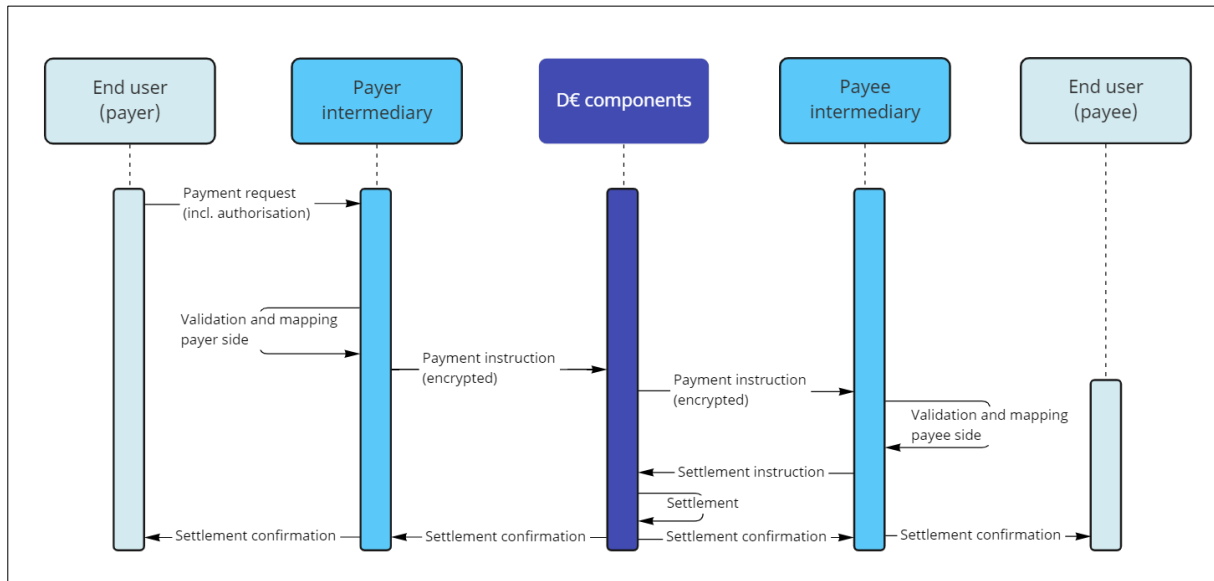 End user
(payer)
Payer
intermediary
D€ components
Payee
intermediary
End user
(payee)
Payment request
(incl. authorisation)
Validation and mapping
payer side
Payment instruction
(encrypted)
Payment instruction
(encrypted)
Validation and mapping
payee side
Settlement instruction
Settlement
Settlement confirmation
Settlement confirmation
Settlement confirmation
Settlement confirmation